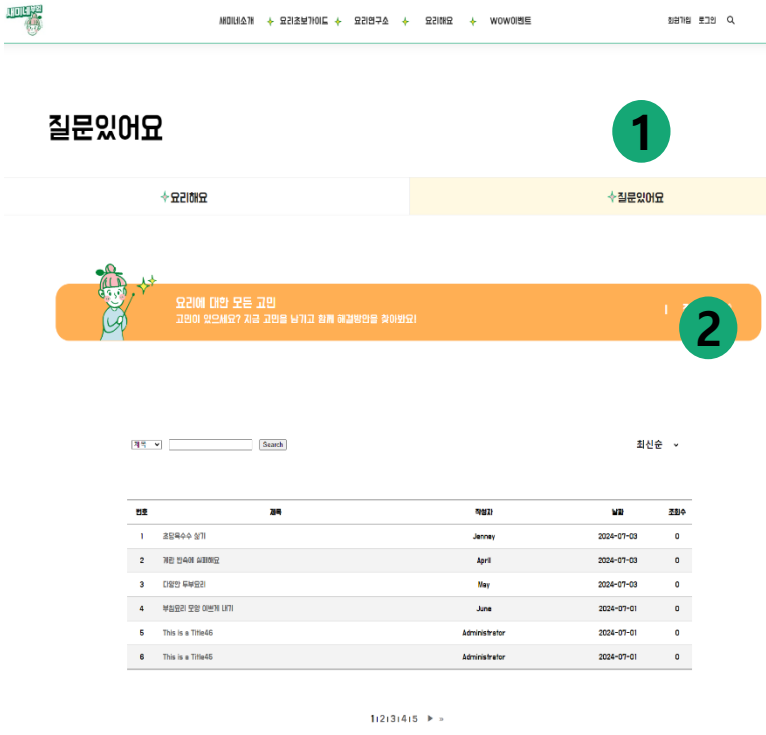 새미네부엌
새미네소개 요리초보가이드 요리연구소 요리해요 WOW이벤트 회원가입 로그인
질문있어요
1
요리해요 질문있어요
요리에 대한 모든 고민
고민이 있으세요? 지금 고민을 남기고 함께 해결방안을 찾아봐요!
2
제목 Search 최신순
번호 제목 작성자 날짜 조회수
1 초당옥수수 삶기 Jenney 2024-07-03 0
2 계란 반숙에 실패해요 April 2024-07-03 0
3 다양한 두부요리 May 2024-07-03 0
4 부침요리 모양 이쁘게 내기 June 2024-07-01 0
5 This is a Title46 Administrator 2024-07-01 0
6 This is a Title45 Administrator 2024-07-01 0
1|2|3|4|5 ▶ »